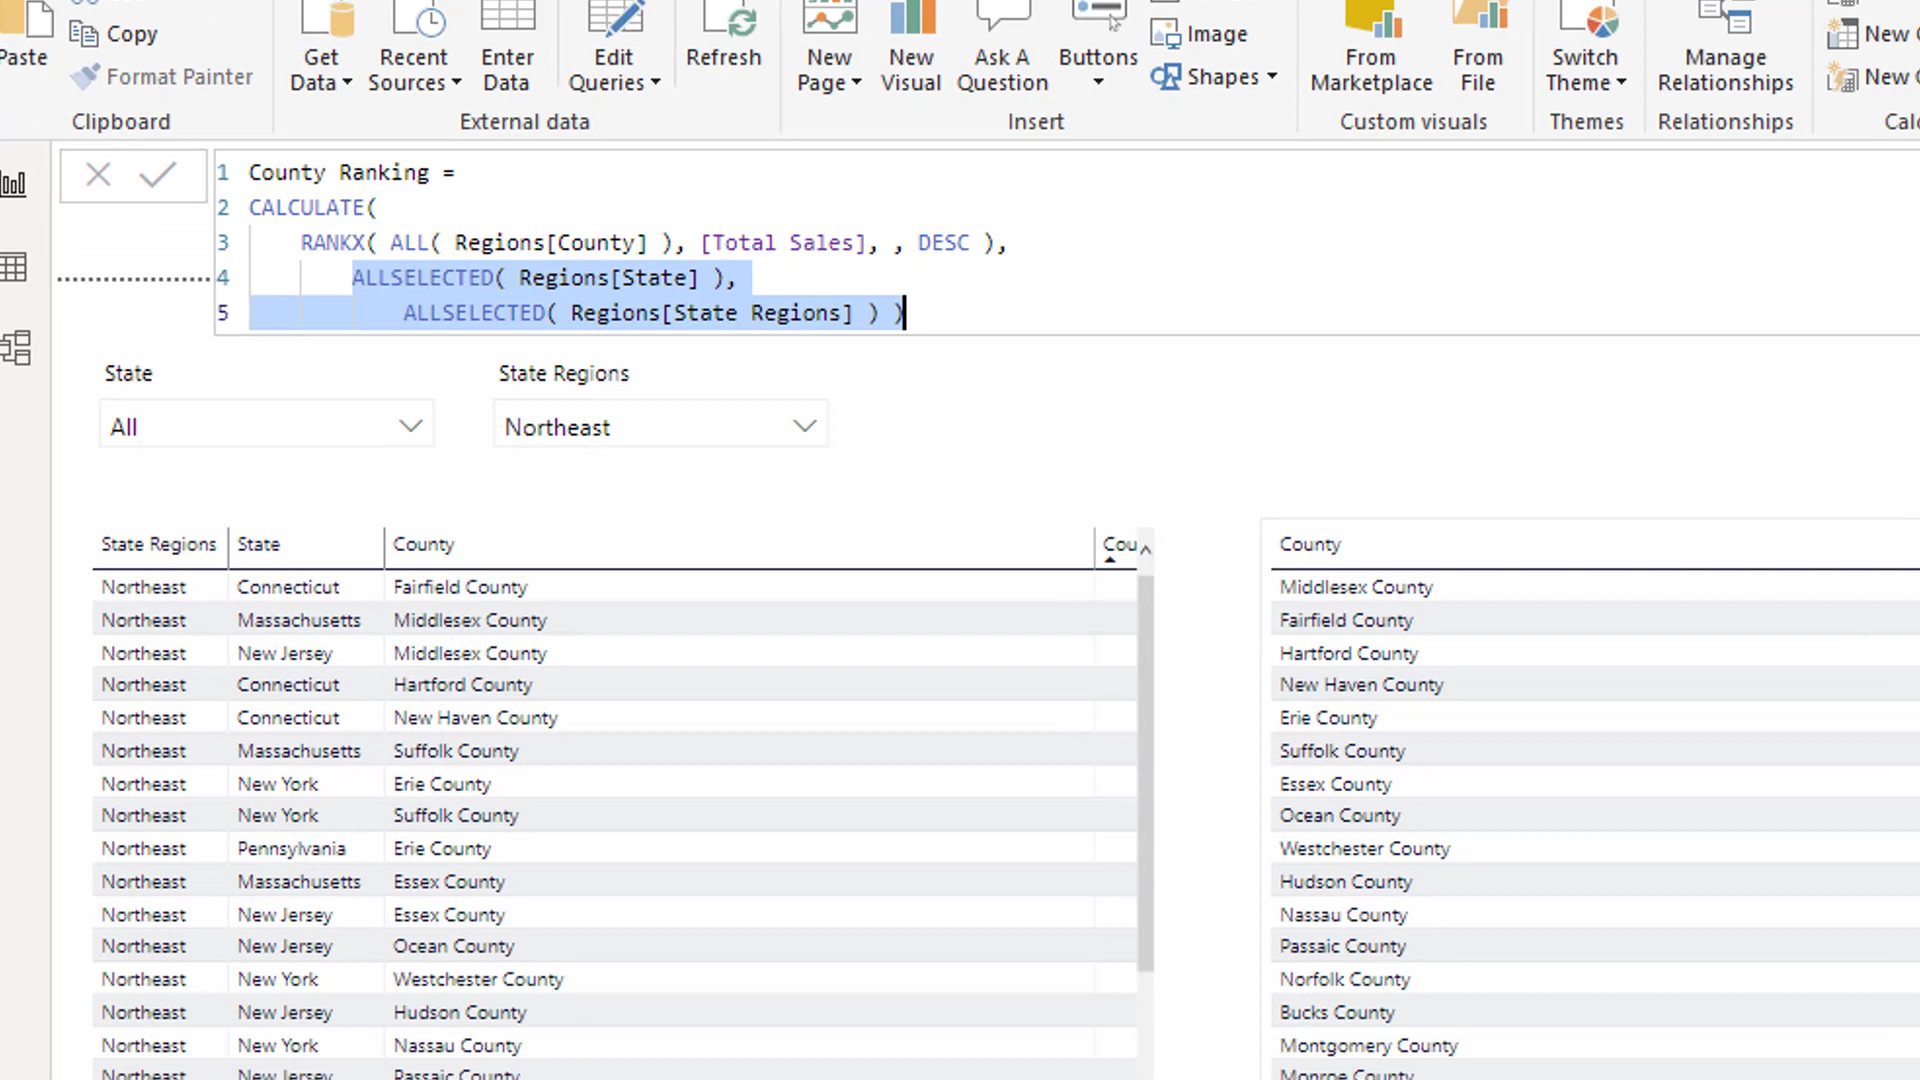 Paste
Copy
Format Painter
Clipboard
Get Data
Recent Sources
Enter Data
External data
Edit Queries
Refresh
New Page
New Visual
Ask A Question
Buttons
Image
Shapes
Insert
From Marketplace
From File
Custom visuals
Switch Theme
Themes
Manage Relationships
Relationships
New
New
1 County Ranking =
2 CALCULATE(
3 RANKX( ALL( Regions[County] ), [Total Sales], , DESC ),
4 ALLSELECTED( Regions[State] ),
5 ALLSELECTED( Regions[State Regions] ) )
State
All
State Regions
Northeast
State Regions State County Cou
Northeast Connecticut Fairfield County
Northeast Massachusetts Middlesex County
Northeast New Jersey Middlesex County
Northeast Connecticut Hartford County
Northeast Connecticut New Haven County
Northeast Massachusetts Suffolk County
Northeast New York Erie County
Northeast New York Suffolk County
Northeast Pennsylvania Erie County
Northeast Massachusetts Essex County
Northeast New Jersey Essex County
Northeast New Jersey Ocean County
Northeast New York Westchester County
Northeast New Jersey Hudson County
Northeast New York Nassau County
Northeast New Jersey Passaic County
County
Middlesex County
Fairfield County
Hartford County
New Haven County
Erie County
Suffolk County
Essex County
Ocean County
Westchester County
Hudson County
Nassau County
Passaic County
Norfolk County
Bucks County
Montgomery County
Monroe County